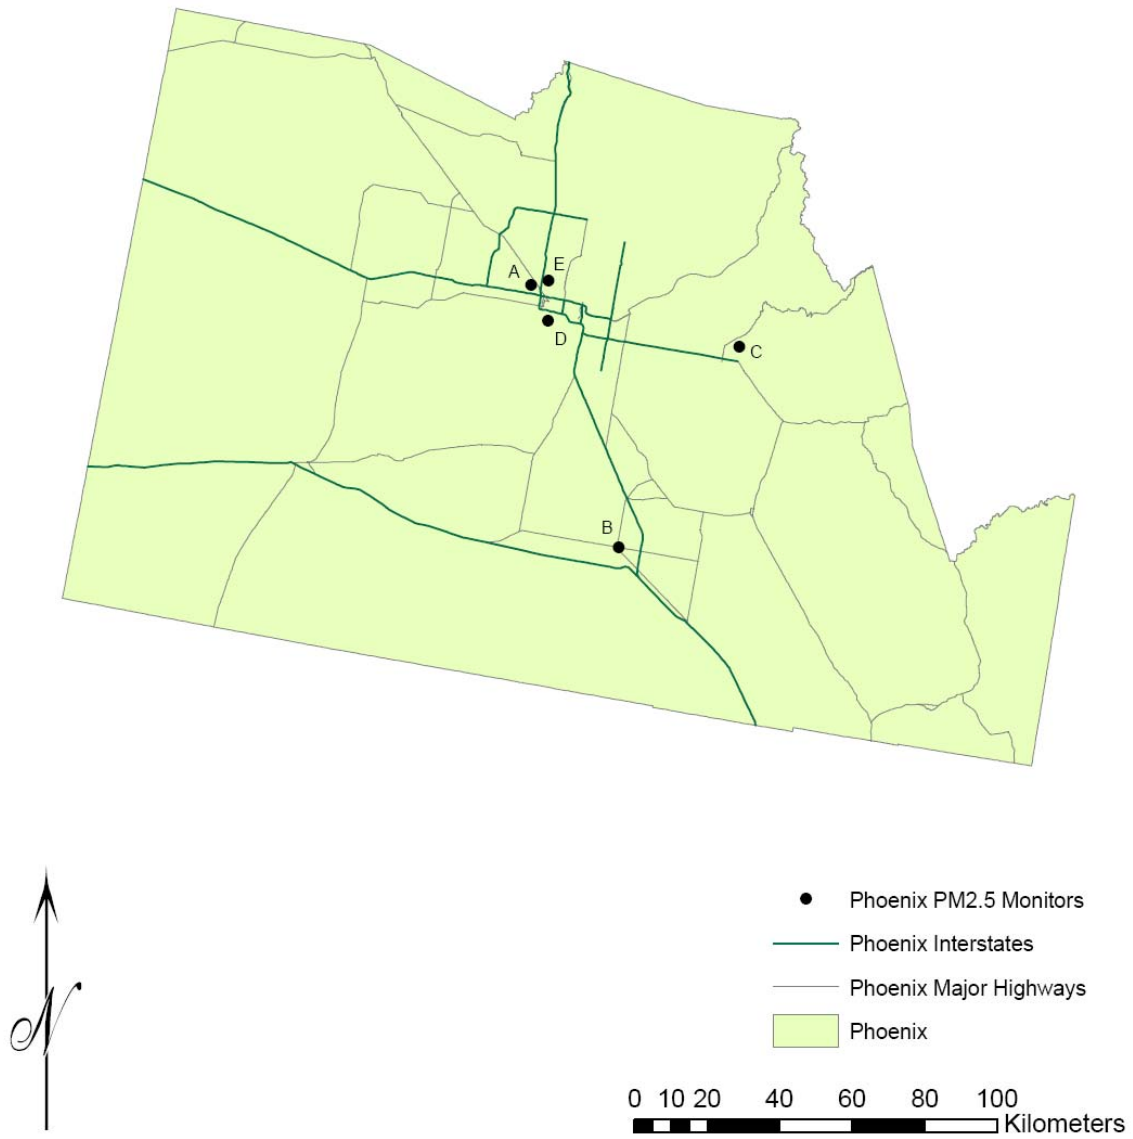 A
E
D
C
B
N
Phoenix PM2.5 Monitors
Phoenix Interstates
Phoenix Major Highways
Phoenix
0 10 20 40 60 80 100
Kilometers